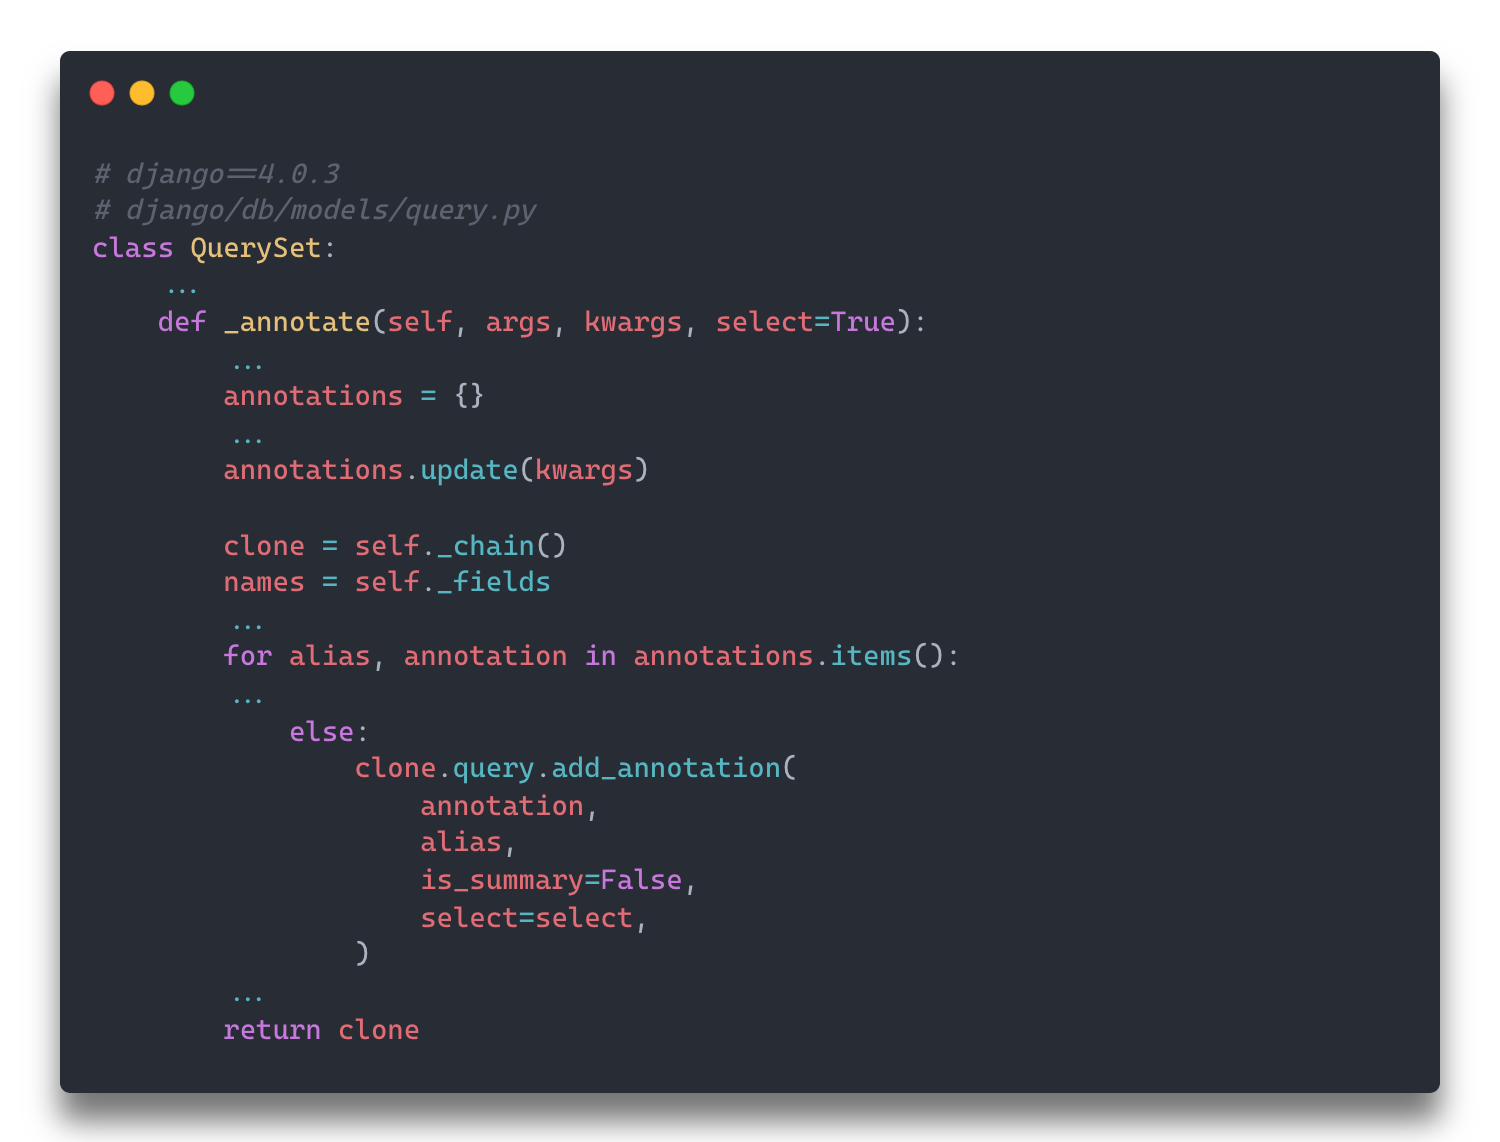 # django==4.0.3
# django/db/models/query.py
class QuerySet:
    ...
    def _annotate(self, args, kwargs, select=True):
        ...
        annotations = {}
        ...
        annotations.update(kwargs)

        clone = self._chain()
        names = self._fields
        ...
        for alias, annotation in annotations.items():
        ...
            else:
                clone.query.add_annotation(
                    annotation,
                    alias,
                    is_summary=False,
                    select=select,
                )
        ...
        return clone